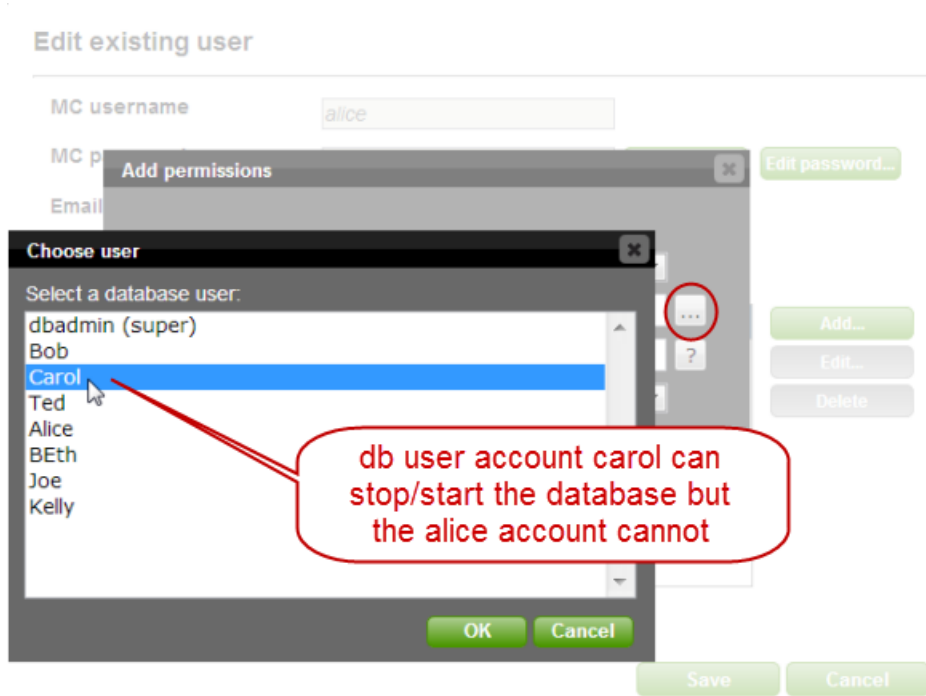 Edit existing user
MC username
alice
MC p
Add permissions
Edit password...
Email
Choose user
Select a database user:
...
dbadmin (super)
Add...
Bob
?
Edit...
Carol
Ted
Delete
Alice
BEth
Joe
Kelly
db user account carol can
stop/start the database but
the alice account cannot
OK
Cancel
Save
Cancel